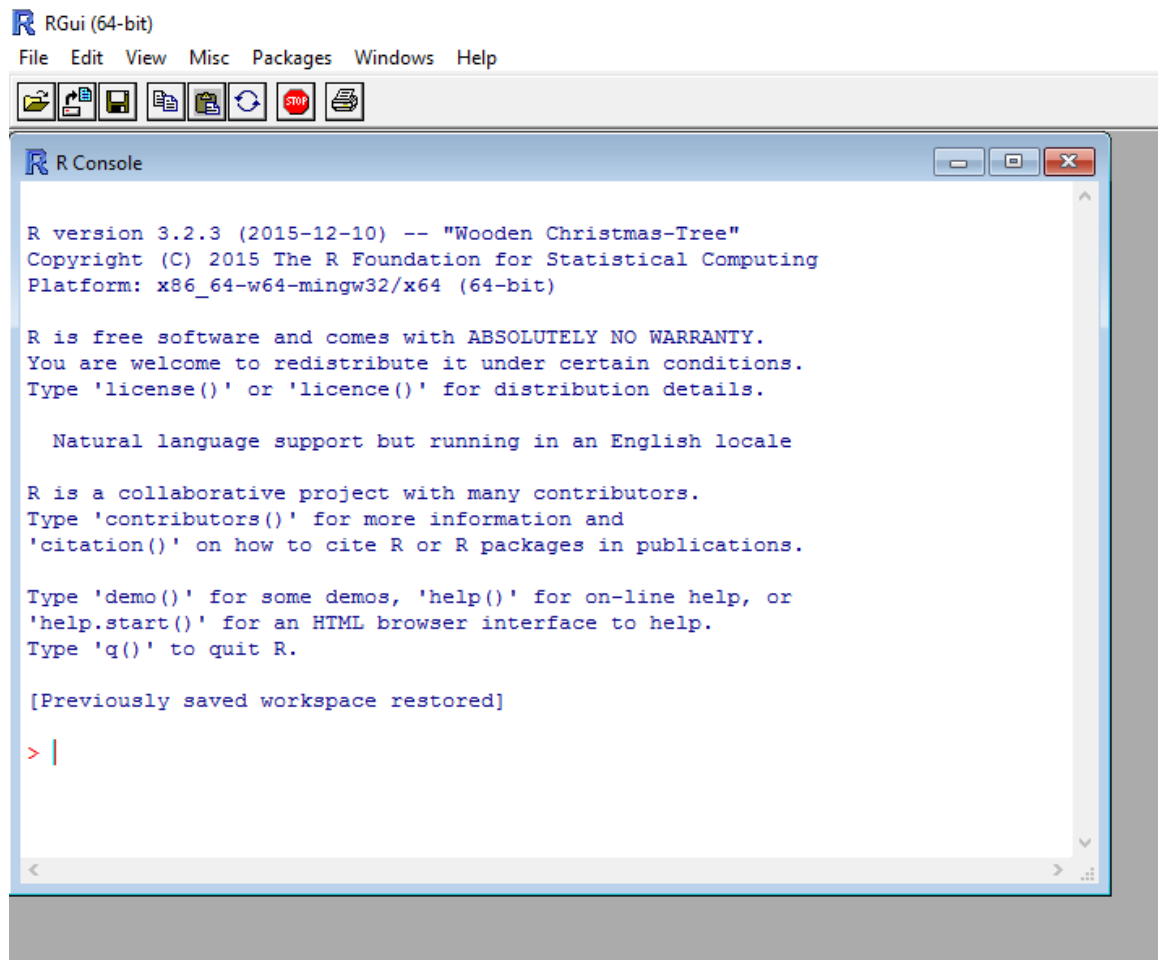 RGui (64-bit)
File Edit View Misc Packages Windows Help
STOP
R Console
R version 3.2.3 (2015-12-10) -- "Wooden Christmas-Tree"
Copyright (C) 2015 The R Foundation for Statistical Computing
Platform: x86_64-w64-mingw32/x64 (64-bit)
R is free software and comes with ABSOLUTELY NO WARRANTY.
You are welcome to redistribute it under certain conditions.
Type 'license()' or 'licence()' for distribution details.
Natural language support but running in an English locale
R is a collaborative project with many contributors.
Type 'contributors()' for more information and
'citation()' on how to cite R or R packages in publications.
Type 'demo()' for some demos, 'help()' for on-line help, or
'help.start()' for an HTML browser interface to help.
Type 'q()' to quit R.
[Previously saved workspace restored]
>